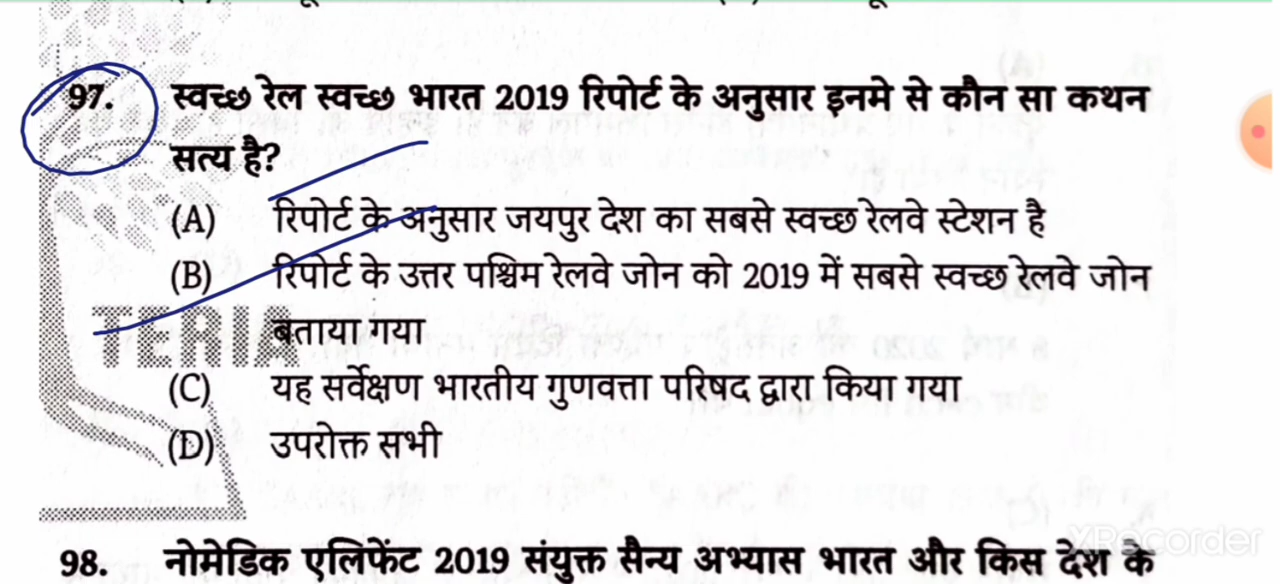 97. स्वच्छ रेल स्वच्छ भारत 2019 रिपोर्ट के अनुसार इनमे से कौन सा कथन
सत्य है?
(A) रिपोर्ट के अनुसार जयपुर देश का सबसे स्वच्छ रेलवे स्टेशन है
(B) रिपोर्ट के उत्तर पश्चिम रेलवे जोन को 2019 में सबसे स्वच्छ रेलवे जोन
बताया गया
TERIA
(C) यह सर्वेक्षण भारतीय गुणवत्ता परिषद द्वारा किया गया
(D) उपरोक्त सभी
98. नोमेडिक एलिफेंट 2019 संयुक्त सैन्य अभ्यास भारत और किस देश के
XRecorder